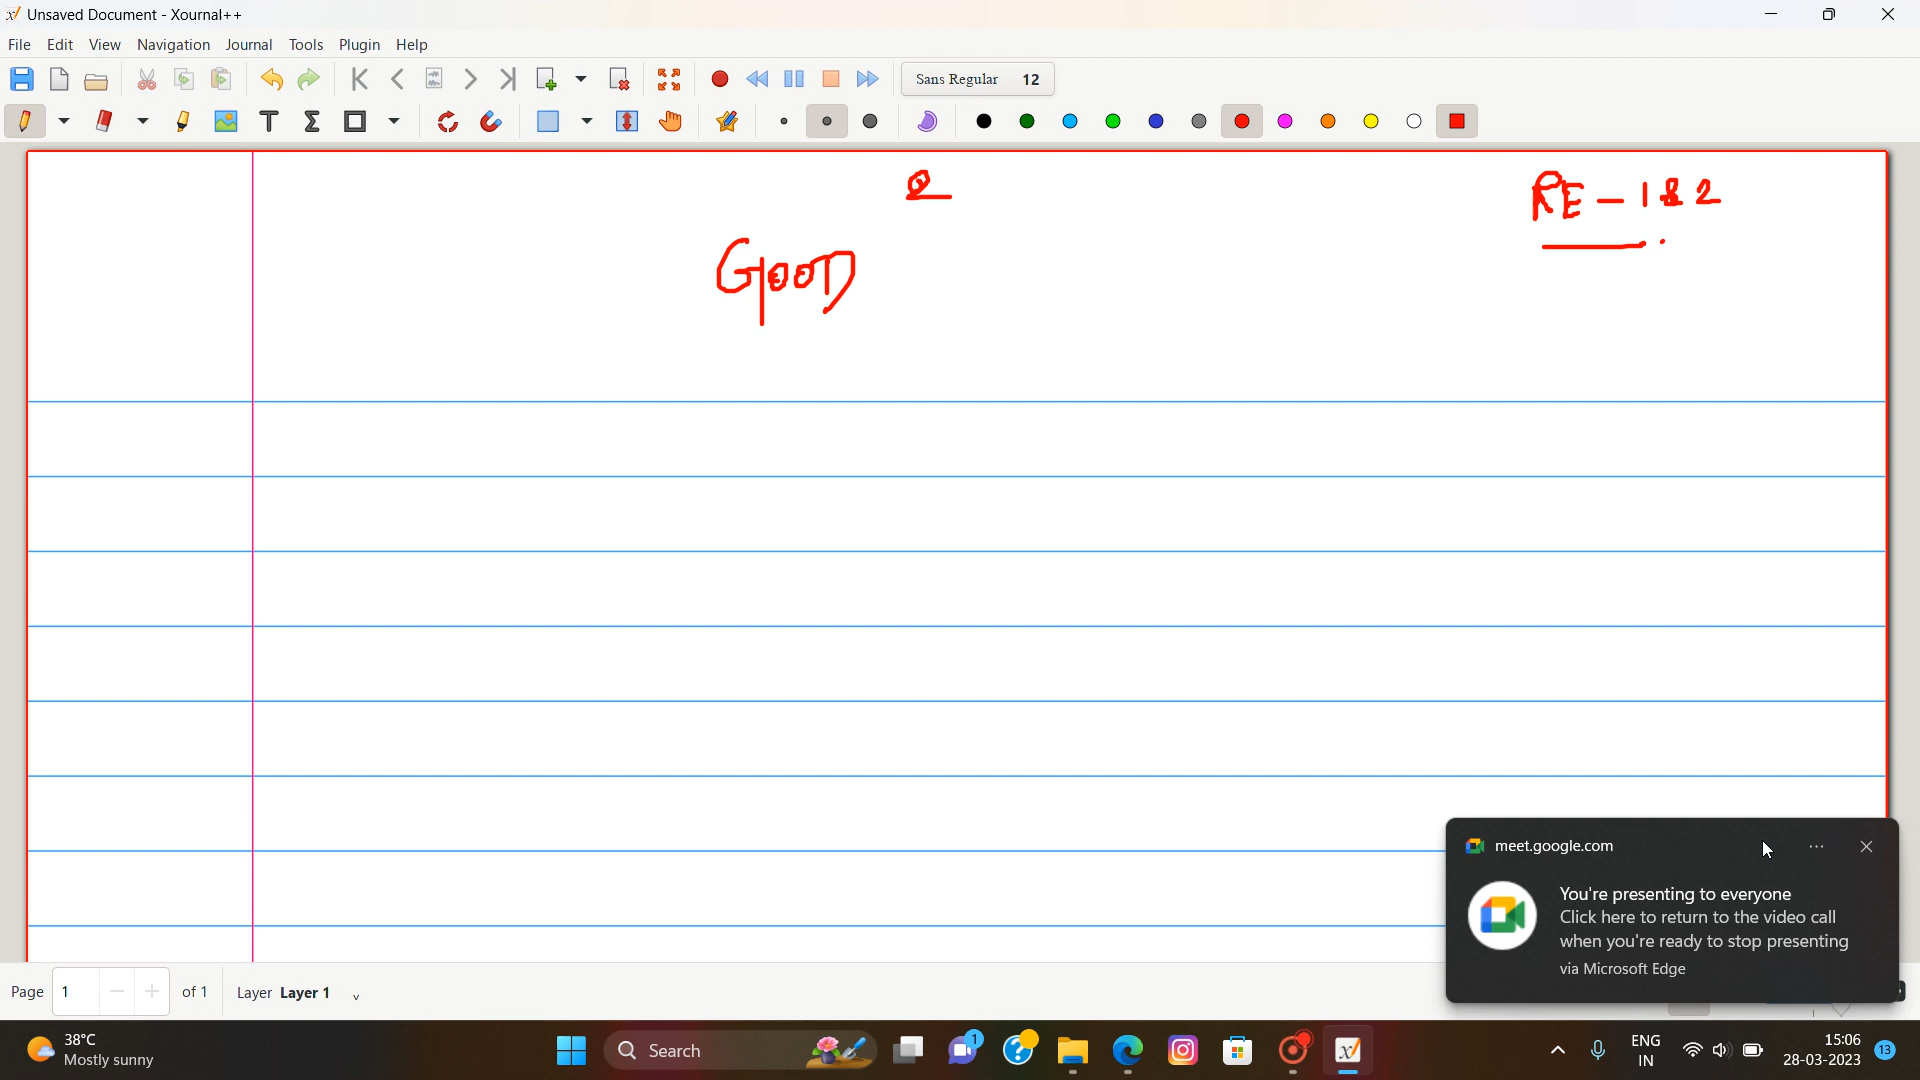 Unsaved Document - Xournal++
File Edit View Navigation Journal Tools Plugin Help
Sans Regular 12
RE - 1 & 2
GOOD
meet.google.com
You're presenting to everyone
Click here to return to the video call
when you're ready to stop presenting
via Microsoft Edge
Page 1 of 1 Layer Layer 1
38°C
Mostly sunny
Search
1
ENG
IN
15:06
28-03-2023
13